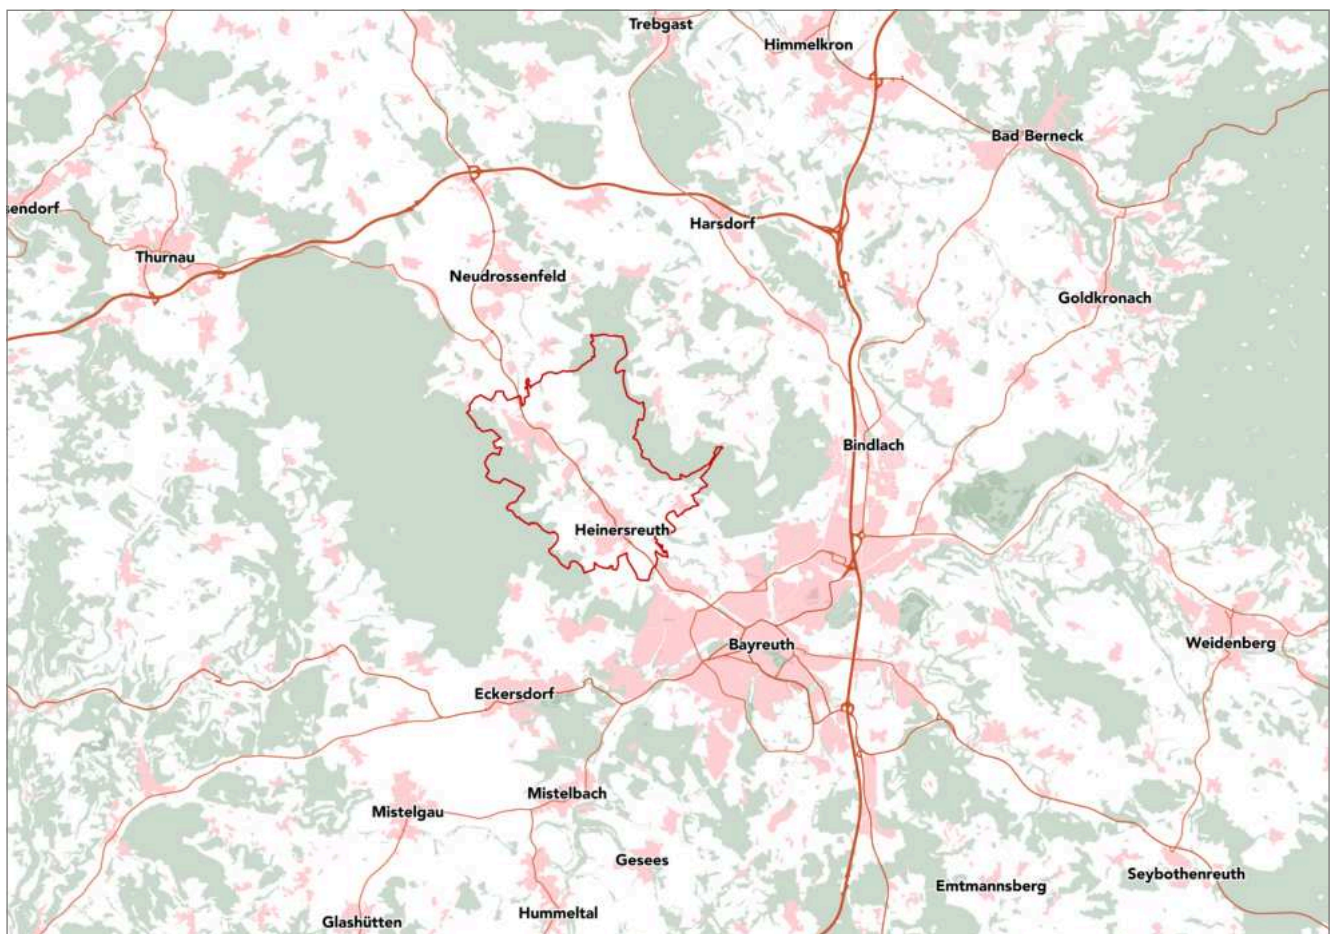 Trebgast
Himmelkron
Bad Berneck
sendorf
Harsdorf
Thurnau
Neudrossenfeld
Goldkronach
Bindlach
Heinersreuth
Bayreuth
Weidenberg
Eckersdorf
Mistelbach
Mistelgau
Gesees
Seybothenreuth
Emtmannsberg
Hummeltal
Glashütten